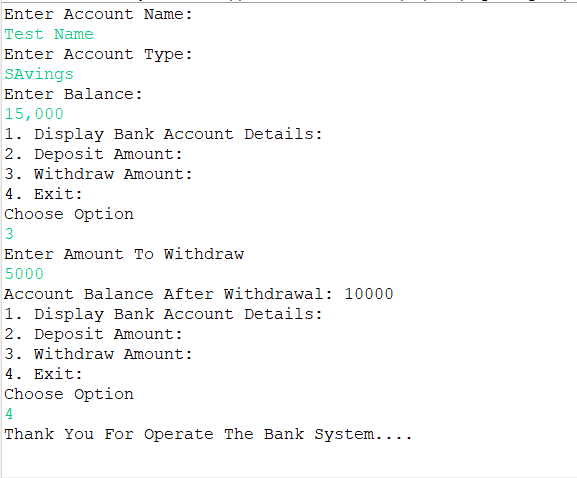 Enter Account Name:
Test Name
Enter Account Type:
SAvings
Enter Balance:
15,000
1. Display Bank Account Details:
2. Deposit Amount:
3. Withdraw Amount:
4. Exit:
Choose Option
3
Enter Amount To Withdraw
5000
Account Balance After Withdrawal: 10000
1. Display Bank Account Details:
2. Deposit Amount:
3. Withdraw Amount:
4. Exit:
Choose Option
4
Thank You For Operate The Bank System....